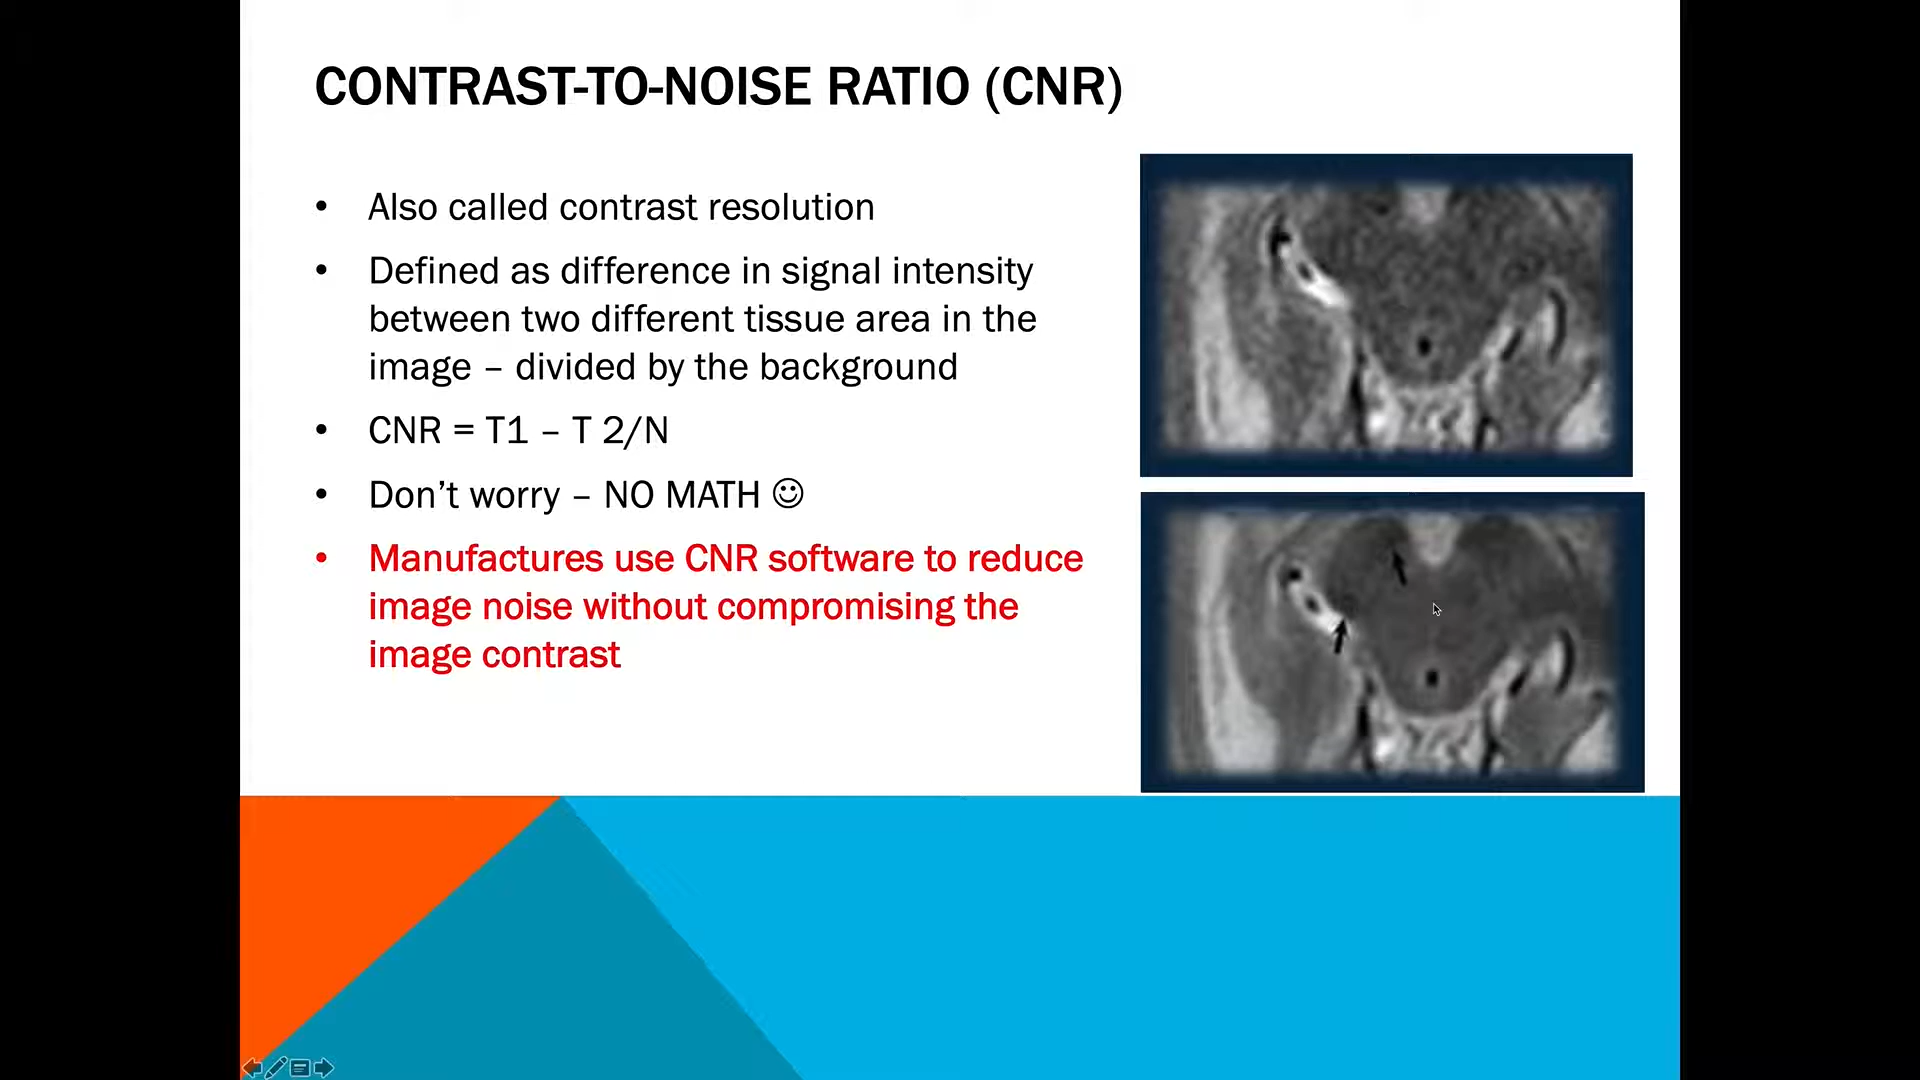 CONTRAST-TO-NOISE RATIO (CNR)
• Also called contrast resolution
• Defined as difference in signal intensity
between two different tissue area in the
image – divided by the background
• CNR = T1 – T 2/N
• Don’t worry – NO MATH ☺
• Manufactures use CNR software to reduce
image noise without compromising the
image contrast